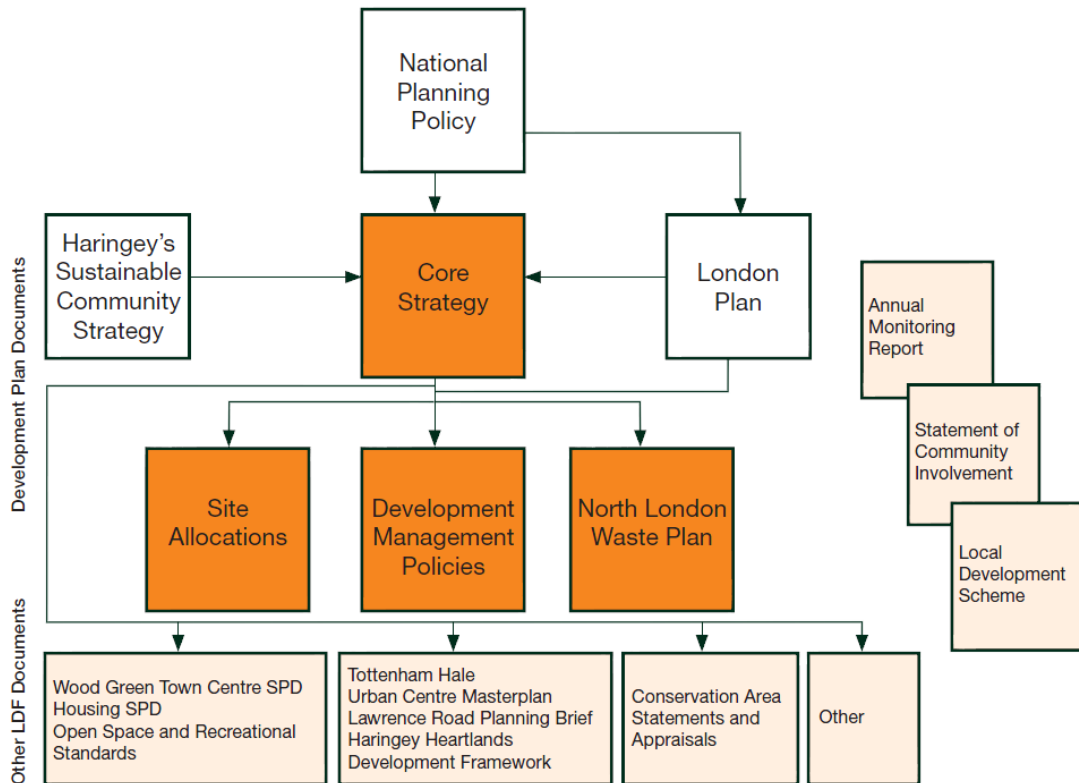 National
Planning
Policy
Haringey's
Sustainable
Community
Strategy
Core
Strategy
London
Plan
Annual
Monitoring
Report
Statement of
Community
Involvement
Local
Development
Scheme
Development Plan Documents
Site
Allocations
Development
Management
Policies
North London
Waste Plan
Other LDF Documents
Wood Green Town Centre SPD
Housing SPD
Open Space and Recreational
Standards
Tottenham Hale
Urban Centre Masterplan
Lawrence Road Planning Brief
Haringey Heartlands
Development Framework
Conservation Area
Statements and
Appraisals
Other